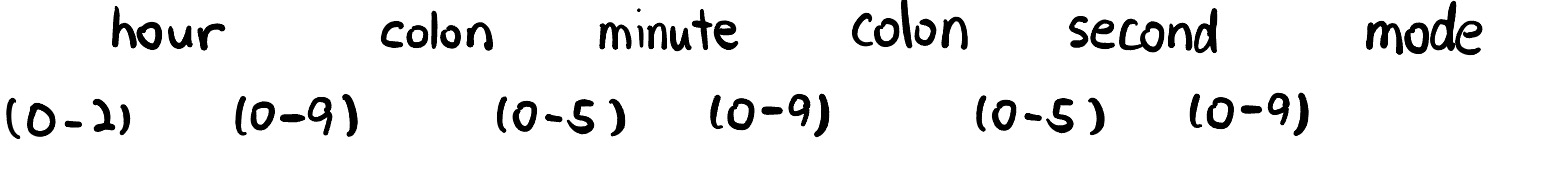 hour colon minute colon second mode
(0-2) (0-9) (0-5) (0-9) (0-5) (0-9)